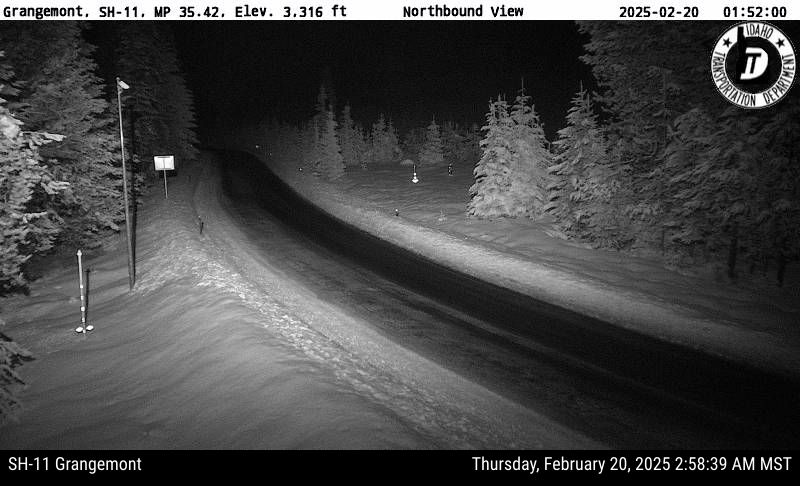 Grangemont, SH-11, MP 35.42, Elev. 3,316 ft Northbound View 2025-02-20 01:52:00
IDAHO
TRANSPORTATION DEPARTMENT
SH-11 Grangemont Thursday, February 20, 2025 2:58:39 AM MST